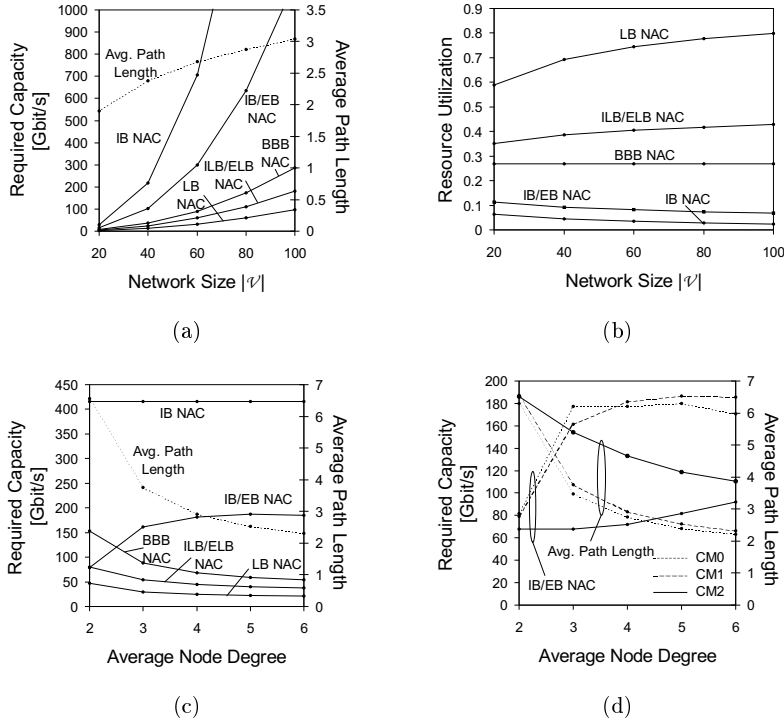 1000
900
800
700
600
500
400
300
200
100
0
Required Capacity
[Gbit/s]
3.5
3
2.5
2
1.5
1
0.5
0
Average Path Length
Avg. Path
Length
IB NAC
IB/EB
NAC
BBB
NAC
ILB/ELB
NAC
LB
NAC
20 40 60 80 100
Network Size |𝒱|
(a)
0.9
0.8
0.7
0.6
0.5
0.4
0.3
0.2
0.1
0
Resource Utilization
LB NAC
ILB/ELB NAC
BBB NAC
IB/EB NAC
IB NAC
20 40 60 80 100
Network Size |𝒱|
(b)
450
400
350
300
250
200
150
100
50
0
Required Capacity
[Gbit/s]
7
6
5
4
3
2
1
0
Average Path Length
IB NAC
Avg. Path
Length
IB/EB NAC
BBB
NAC
ILB/ELB
NAC
LB NAC
2 3 4 5 6
Average Node Degree
(c)
200
180
160
140
120
100
80
60
40
20
0
Required Capacity
[Gbit/s]
7
6
5
4
3
2
1
0
Average Path Length
Avg. Path Length
IB/EB NAC
CM0
CM1
CM2
2 3 4 5 6
Average Node Degree
(d)